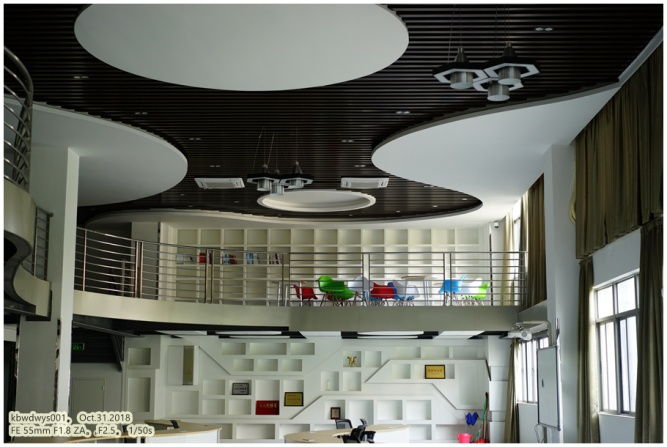 kbwdwys001， Oct.31.2018
FE 55mm F1.8 ZA， F2.5， 1/50s